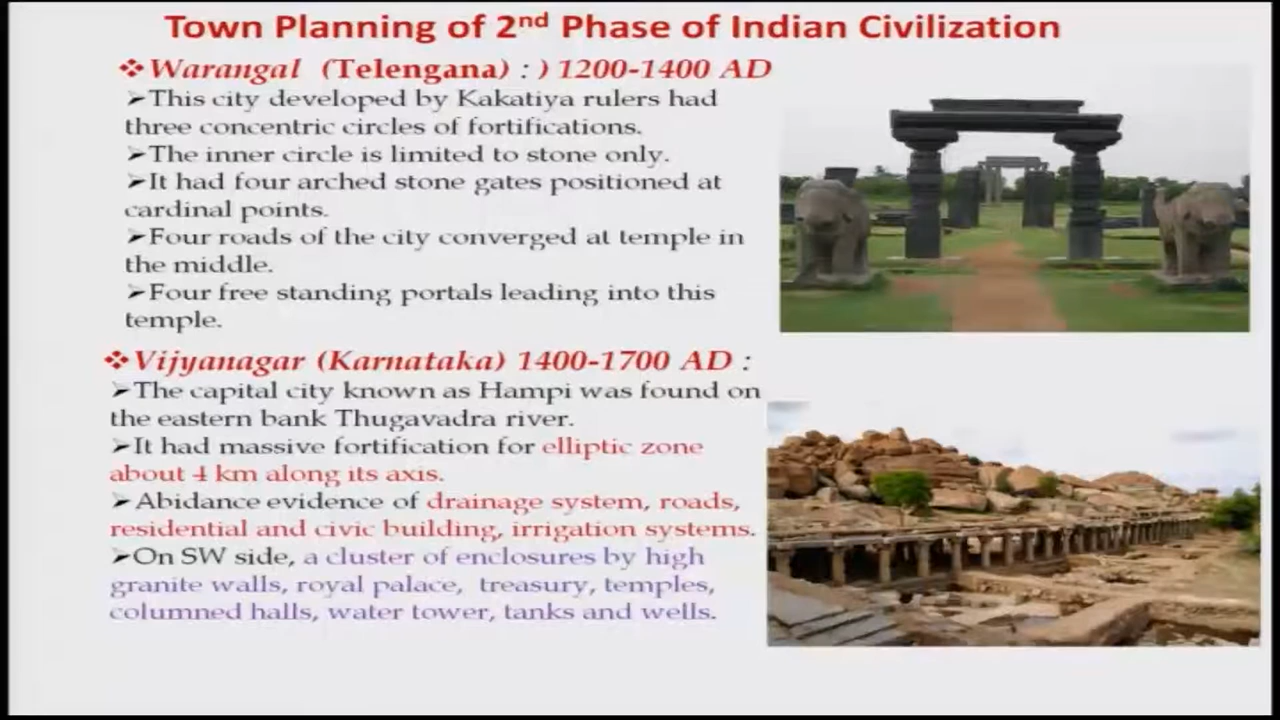 Town Planning of 2nd Phase of Indian Civilization
❖Warangal (Telengana) : ) 1200-1400 AD
➢This city developed by Kakatiya rulers had
three concentric circles of fortifications.
➢The inner circle is limited to stone only.
➢It had four arched stone gates positioned at
cardinal points.
➢Four roads of the city converged at temple in
the middle.
➢Four free standing portals leading into this
temple.
❖Vijyanagar (Karnataka) 1400-1700 AD :
➢The capital city known as Hampi was found on
the eastern bank Thugavadra river.
➢It had massive fortification for elliptic zone
about 4 km along its axis.
➢Abidance evidence of drainage system, roads,
residential and civic building, irrigation systems.
➢On SW side, a cluster of enclosures by high
granite walls, royal palace, treasury, temples,
columned halls, water tower, tanks and wells.